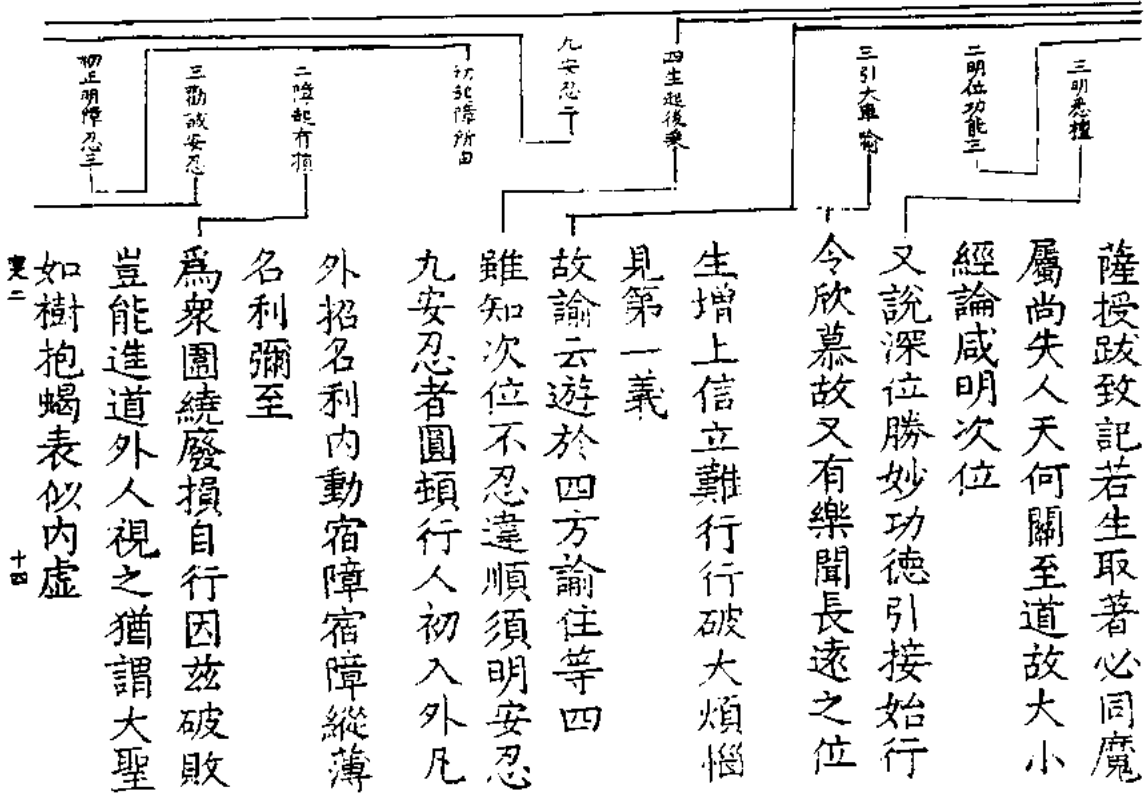 三明悉檀
二明位功能三
三引大車喻
四生起後乗
九安忍二
初起障所由
二障起有損
三勸誡安忍
初正明障忍三
薩授跋致記若生取著必同魔
屬尚失人天何關至道故大小
經論咸明次位
又說深位勝妙功德引接始行
令欣慕故又有樂聞長遠之位
生增上信立難行行破大煩惱
見第一義
故諭云遊於四方諭住等四
雖知次位不忍違順須明安忍
九安忍者圓頓行人初入外凡
外招名利內動宿障宿障縱薄
名利彌至
爲衆圍繞廢損自行因茲破敗
豈能進道外人視之猶謂大聖
如樹抱蝎表似內虛
十四